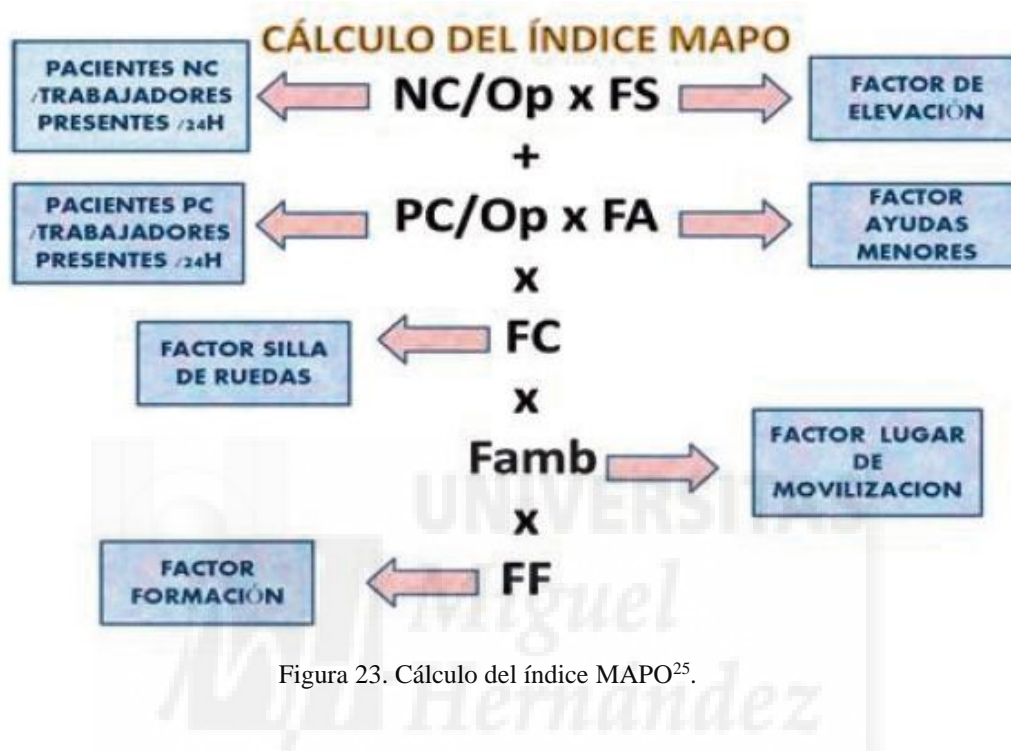 CÁLCULO DEL ÍNDICE MAPO
PACIENTES NC
/TRABAJADORES
PRESENTES /24H
NC/Op x FS
FACTOR DE
ELEVACIÓN
+
PACIENTES PC
/TRABAJADORES
PRESENTES /24H
PC/Op x FA
FACTOR
AYUDAS
MENORES
x
FACTOR SILLA
DE RUEDAS
FC
x
Famb
FACTOR LUGAR
DE
MOVILIZACION
UNIVERSITAS
x
FACTOR
FORMACIÓN
FF
Miguel
Figura 23. Cálculo del índice MAPO²⁵.
Hernández